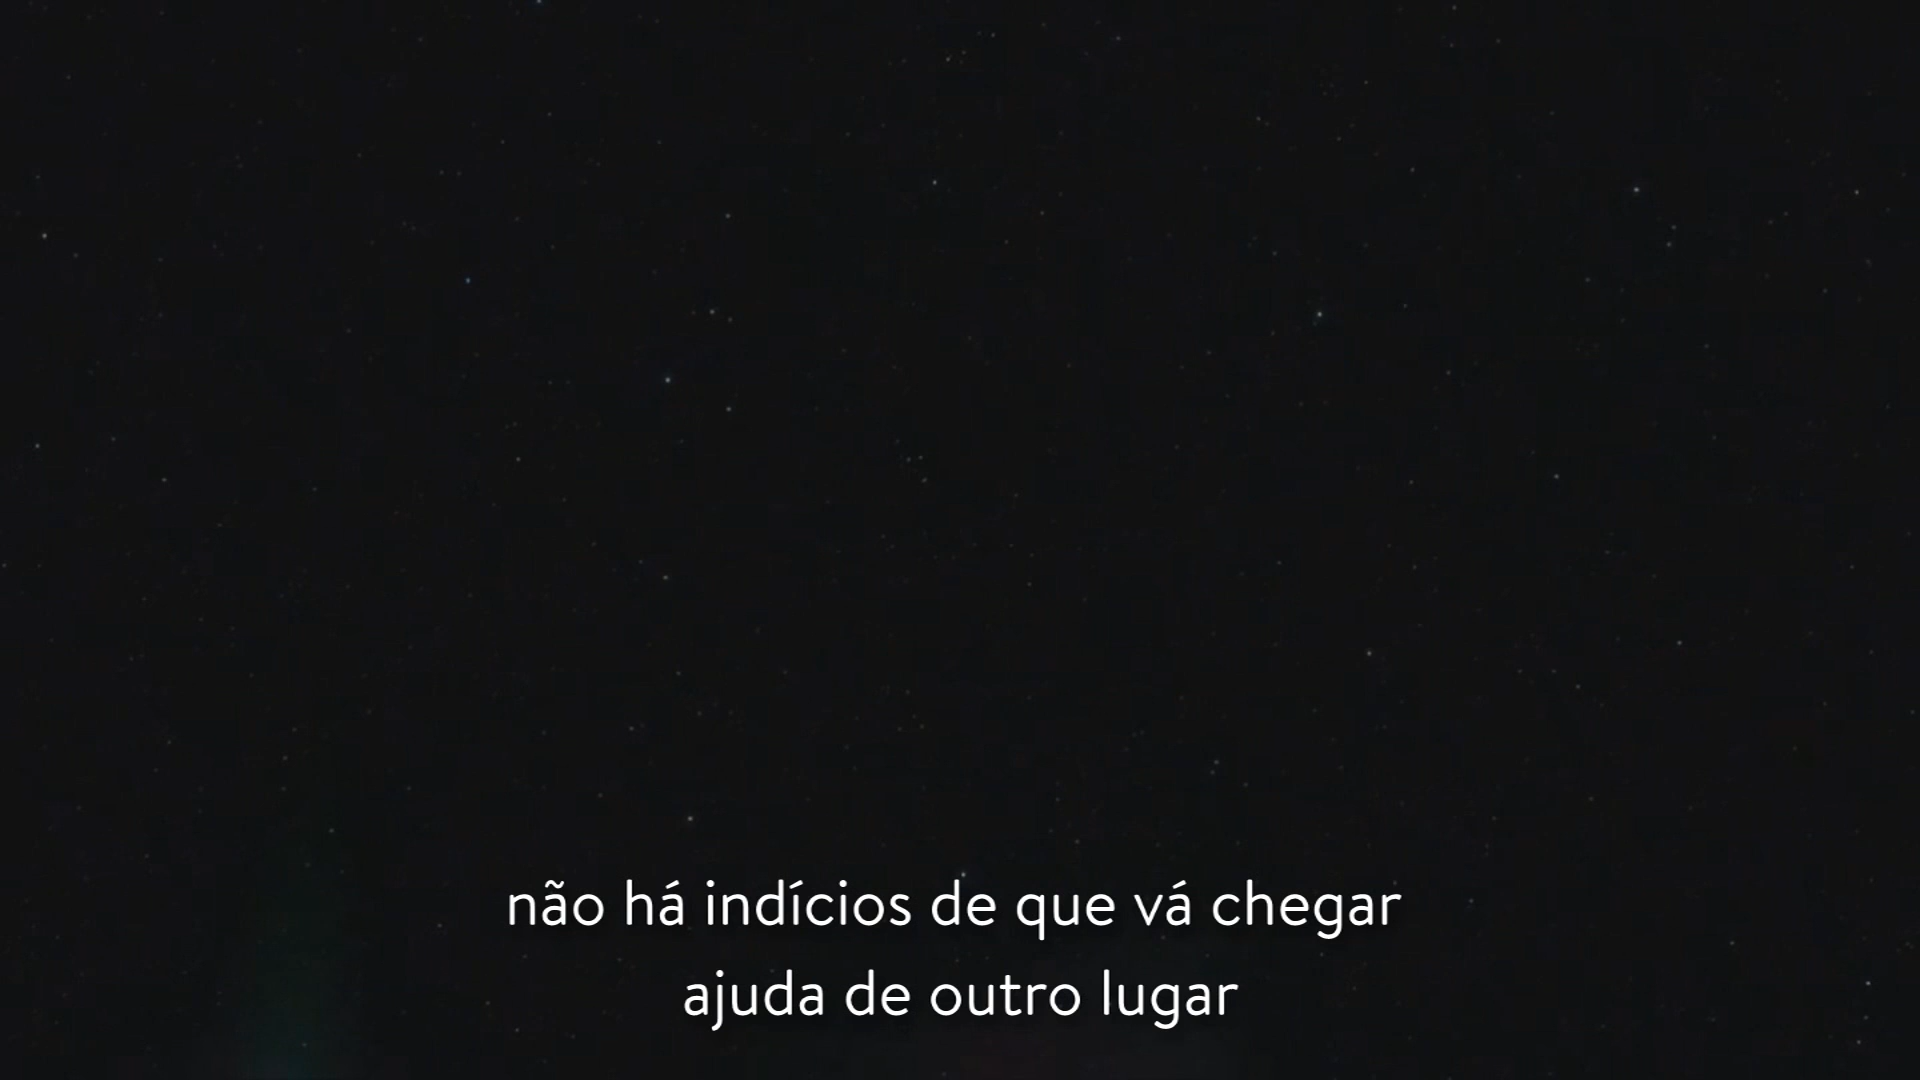 não há indícios de que vá chegar
ajuda de outro lugar